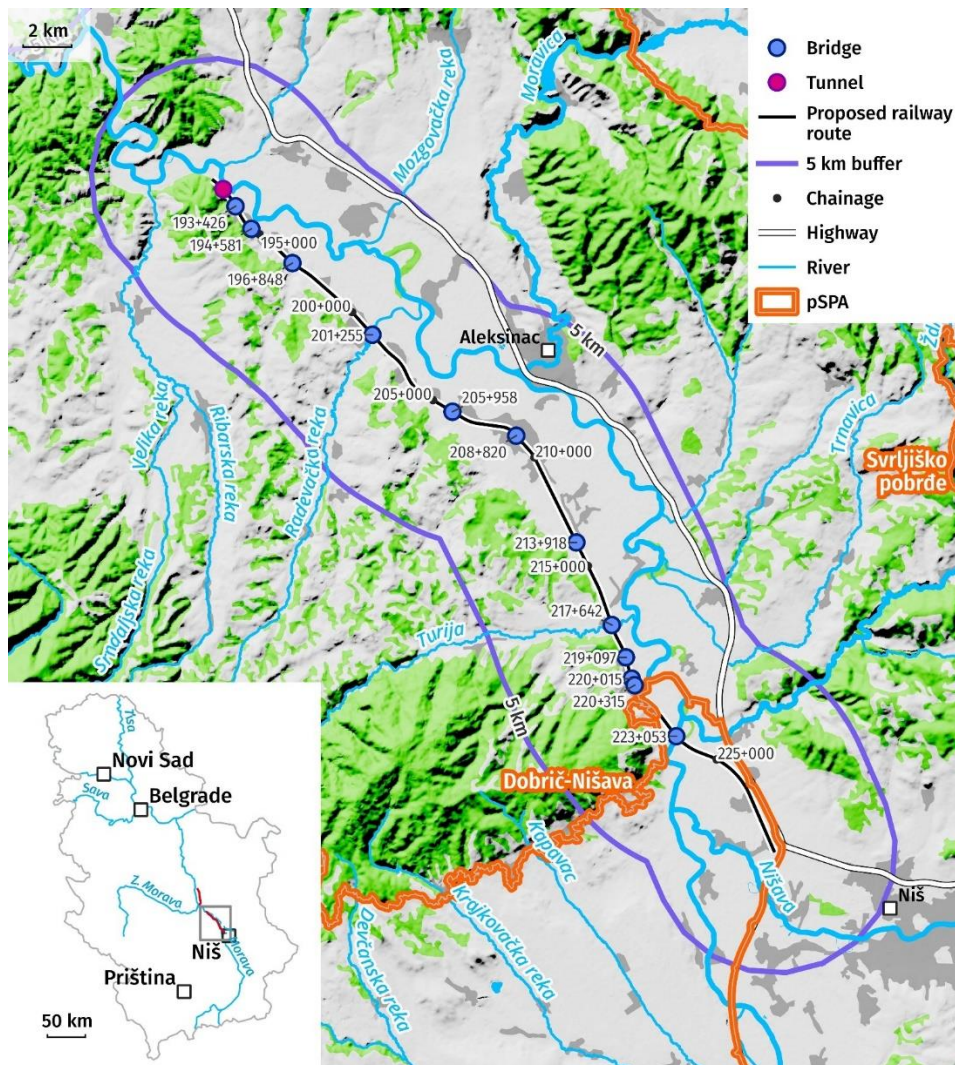 2 km
Bridge
Tunnel
Proposed railway
route
5 km buffer
Chainage
Highway
River
pSPA
Moravica
Mozgovačka reka
193+426
194+581
195+000
196+848
200+000
201+255
Aleksinac
5 km
205+000
205+958
208+820
210+000
Velika reka
Ribarska reka
Radevačka reka
Trnavica
Svrljiško
pobrđe
213+918
215+000
217+642
Srndaljska reka
Turija
219+097
220+015
220+315
5 km
223+053
225+000
Dobrič-Nišava
Kapavac
Krajkovačka reka
Devčanska reka
Nišava
Niš
Novi Sad
Sava
Belgrade
Z. Morava
Niš
Priština
50 km